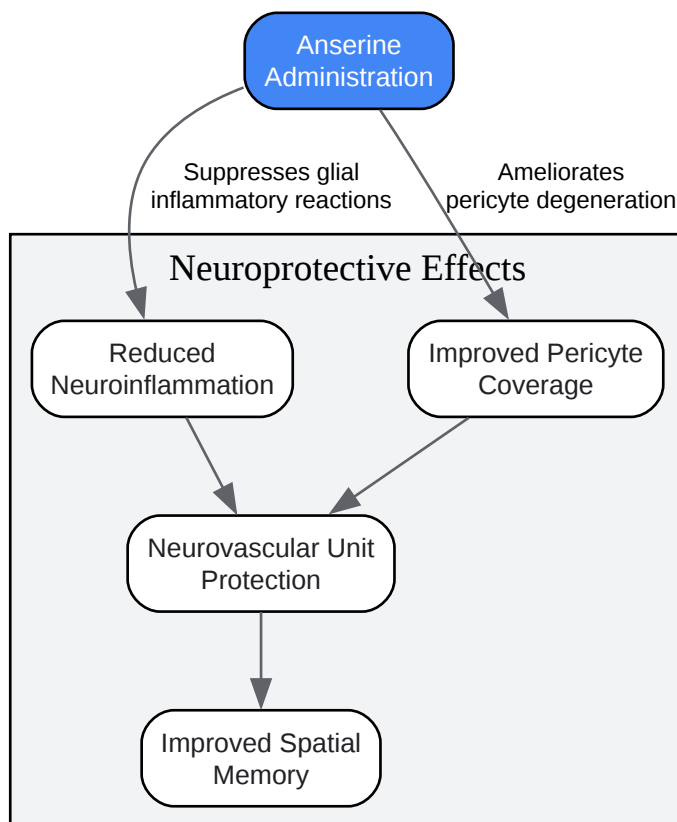 Anserine
Administration
Suppresses glial
inflammatory reactions
Ameliorates
pericyte degeneration
Neuroprotective Effects
Reduced
Neuroinflammation
Improved Pericyte
Coverage
Neurovascular Unit
Protection
Improved Spatial
Memory